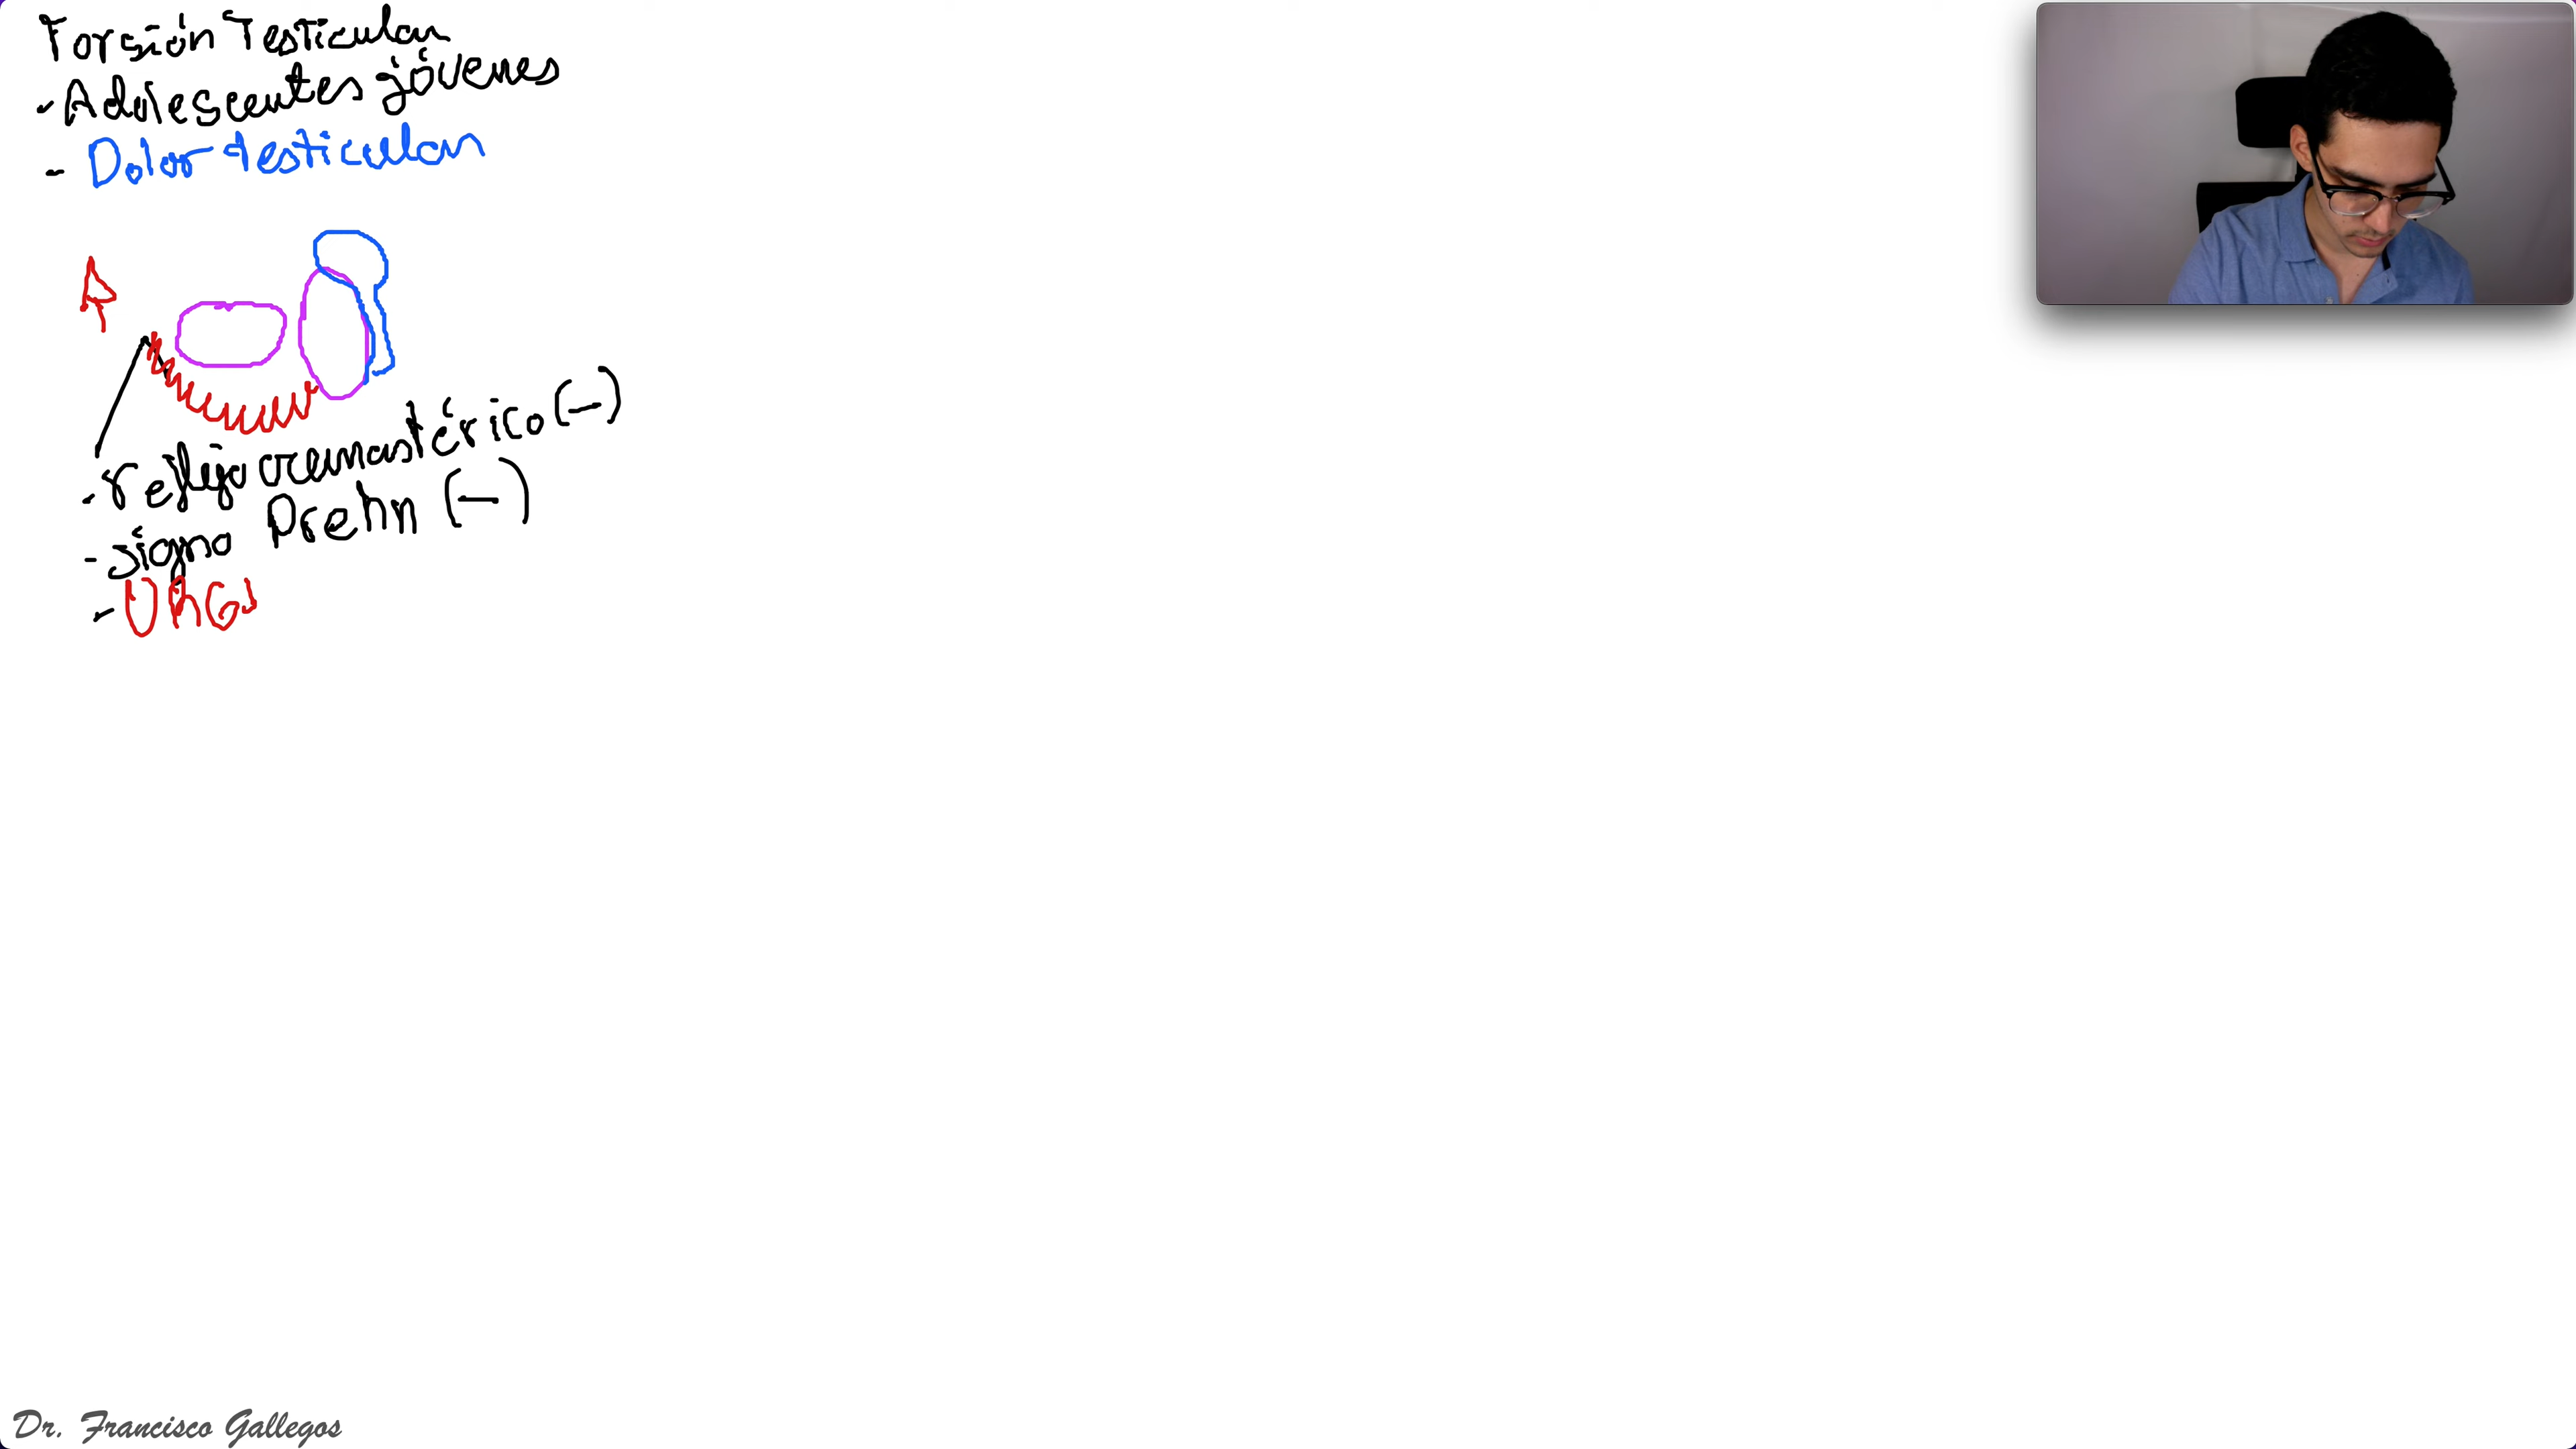 Torsión Testicular
- Adolescentes jóvenes
- Dolor testicular
- reflejo cremastérico (-)
- signo Prehn (-)
- URG
Dr. Francisco Gallegos